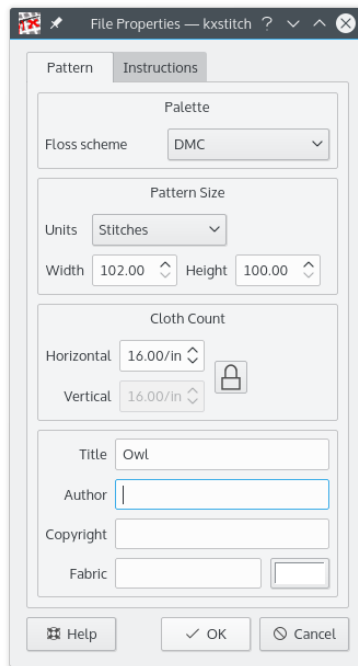 File Properties — kxstitch
Pattern Instructions
Palette
Floss scheme DMC
Pattern Size
Units Stitches
Width 102.00 Height 100.00
Cloth Count
Horizontal 16.00/in
Vertical 16.00/in
Title Owl
Author
Copyright
Fabric
Help OK Cancel